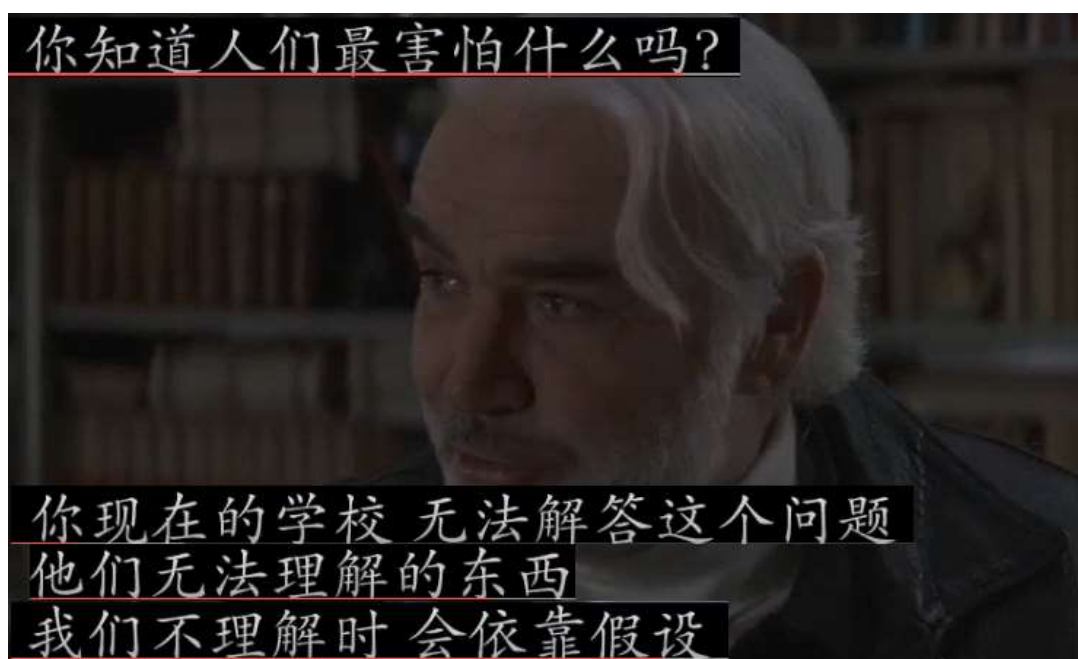 你知道人们最害怕什么吗?
你现在的学校 无法解答这个问题
他们无法理解的东西
我们不理解时 会依靠假设